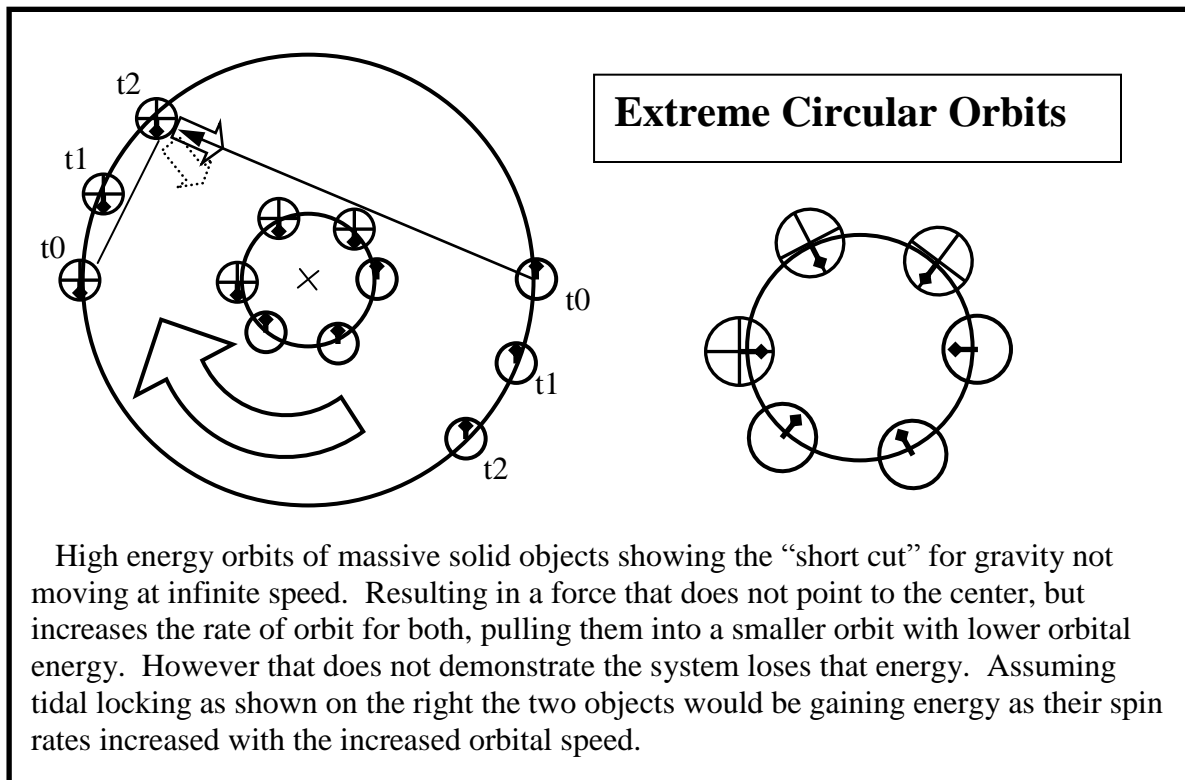 t2
Extreme Circular Orbits
t1
t0
t0
t1
t2
High energy orbits of massive solid objects showing the “short cut” for gravity not
moving at infinite speed.  Resulting in a force that does not point to the center, but
increases the rate of orbit for both, pulling them into a smaller orbit with lower orbital
energy.  However that does not demonstrate the system loses that energy.  Assuming
tidal locking as shown on the right the two objects would be gaining energy as their spin
rates increased with the increased orbital speed.